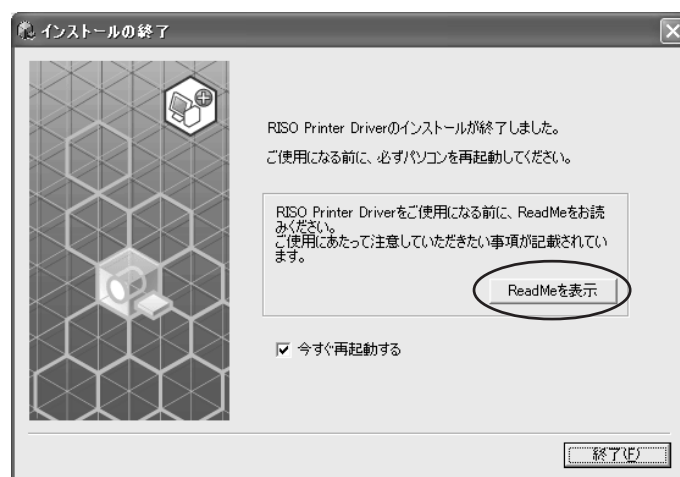 インストールの終了
RISO Printer Driverのインストールが終了しました。
ご使用になる前に、必ずパソコンを再起動してください。
RISO Printer Driverをご使用になる前に、ReadMeをお読
みください。
ご使用にあたって注意していただきたい事項が記載されてい
ます。
ReadMeを表示
今すぐ再起動する
終了(F)